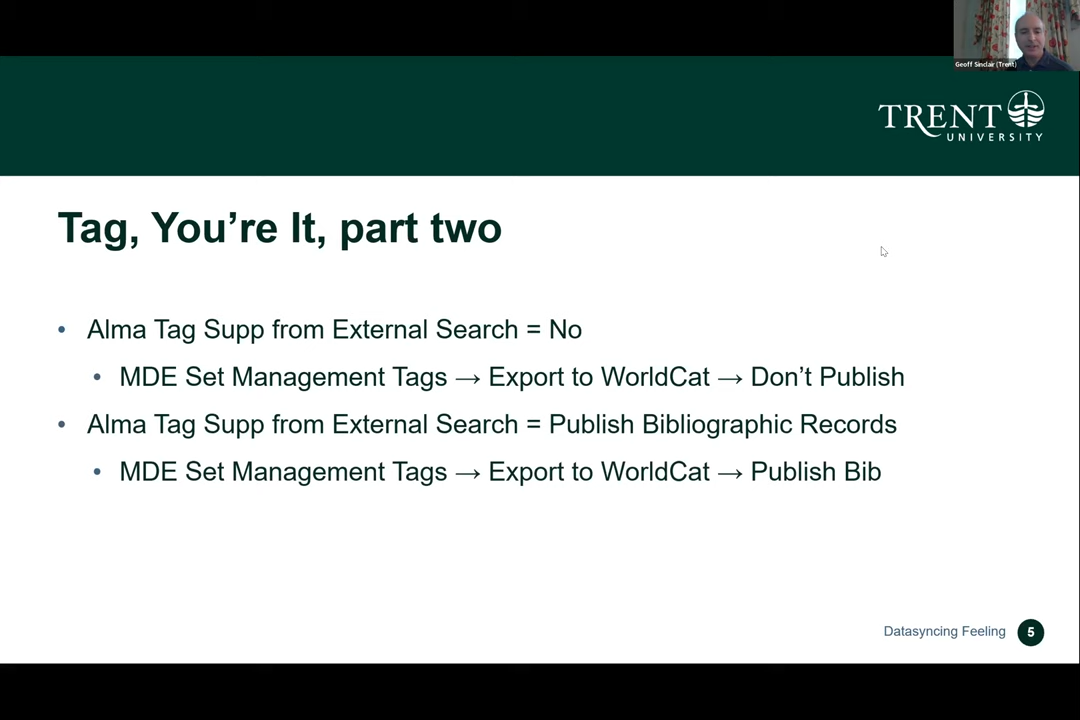 Geoff Sinclair (Trent)
TRENT
UNIVERSITY
Tag, You’re It, part two
• Alma Tag Supp from External Search = No
• MDE Set Management Tags → Export to WorldCat → Don’t Publish
• Alma Tag Supp from External Search = Publish Bibliographic Records
• MDE Set Management Tags → Export to WorldCat → Publish Bib
Datasyncing Feeling 5